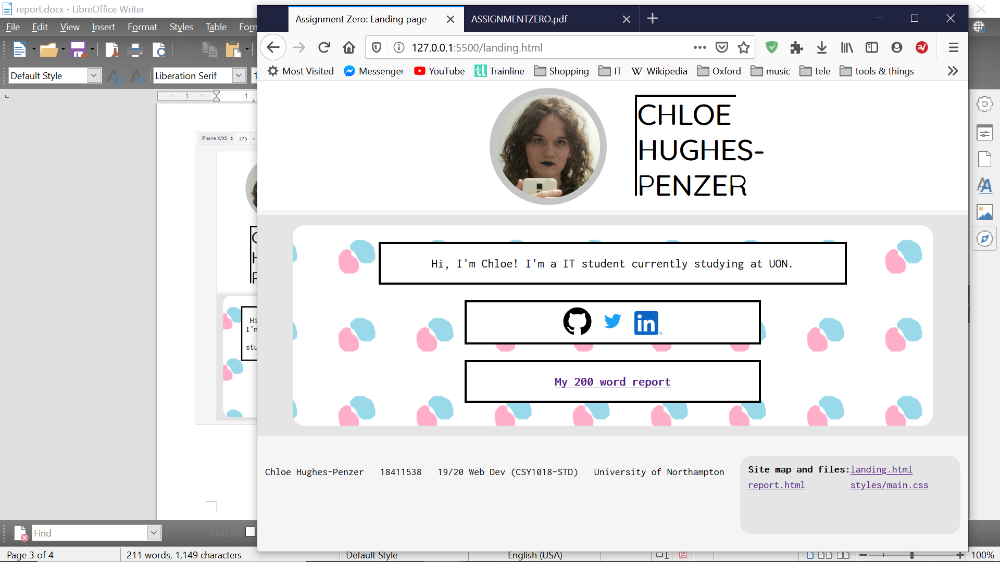 report.docx - LibreOffice Writer
File Edit View Insert Format Styles Table Forn
Default Style
Liberation Serif
1
1 1
iPhone X/XS 375 ×
C
H
P
Hi
I'm
stu
Find
Find All
Page 3 of 4
211 words, 1,149 characters
Default Style
English (USA)
100%
Assignment Zero: Landing page
ASSIGNMENTZERO.pdf
127.0.0.1:5500/landing.html
Most Visited Messenger YouTube Trainline Shopping IT Wikipedia Oxford music tele tools & things
CHLOE
HUGHES-
PENZER
Hi, I'm Chloe! I'm a IT student currently studying at UON.
in
My 200 word report
Chloe Hughes-Penzer 18411538 19/20 Web Dev (CSY1018-STD) University of Northampton
Site map and files: landing.html
report.html styles/main.css